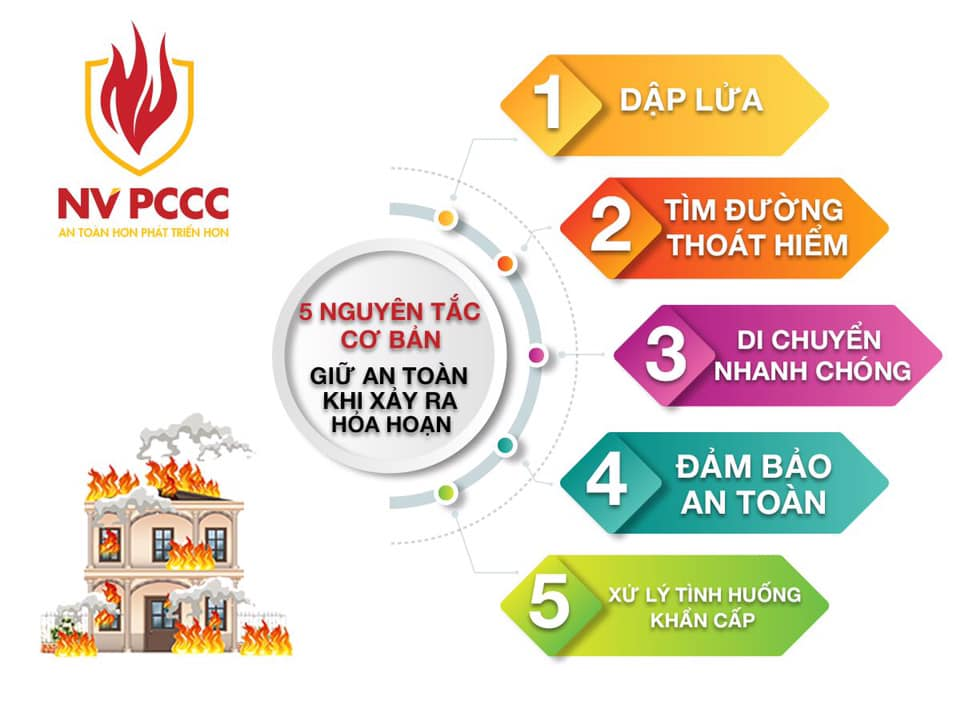 NV PCCC
AN TOÀN HƠN PHÁT TRIỂN HƠN
5 NGUYÊN TẮC
CƠ BẢN
GIỮ AN TOÀN
KHI XẢY RA
HỎA HOẠN
1
DẬP LỬA
2
TÌM ĐƯỜNG
THOÁT HIỂM
3
DI CHUYỂN
NHANH CHÓNG
4
ĐẢM BẢO
AN TOÀN
5
XỬ LÝ TÌNH HUỐNG
KHẨN CẤP